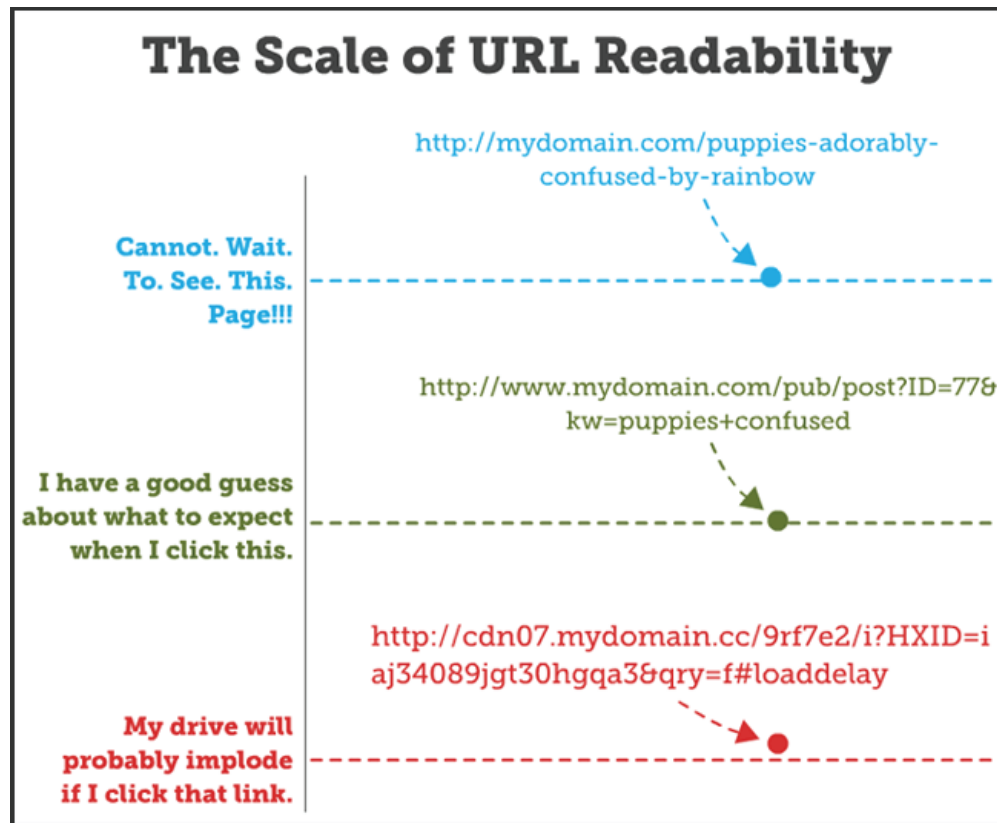 The Scale of URL Readability
http://mydomain.com/puppies-adorably-
confused-by-rainbow
Cannot. Wait.
To. See. This.
Page!!!
http://www.mydomain.com/pub/post?ID=77&
kw=puppies+confused
I have a good guess
about what to expect
when I click this.
http://cdn07.mydomain.cc/9rf7e2/i?HXID=i
aj34089jgt30hgqa3&qry=f#loaddelay
My drive will
probably implode
if I click that link.